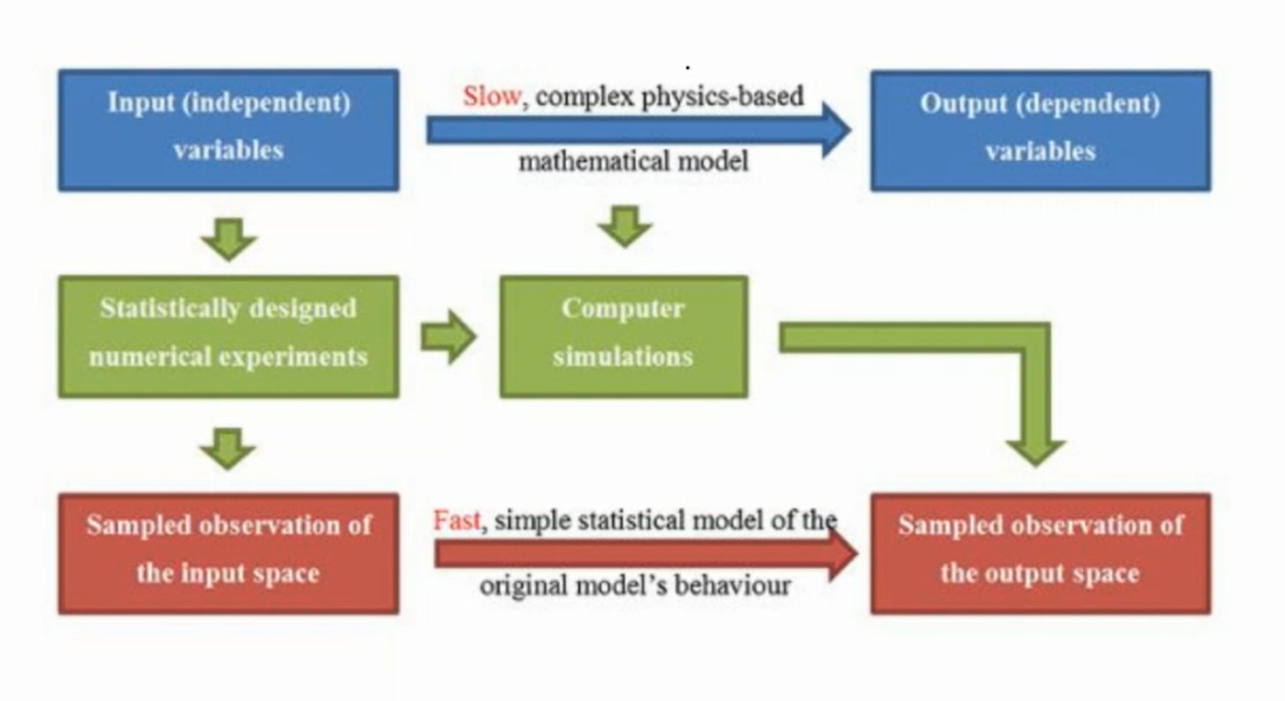 Input (independent)
variables
Slow, complex physics-based
mathematical model
Output (dependent)
variables
Statistically designed
numerical experiments
Computer
simulations
Sampled observation of
the input space
Fast, simple statistical model of the
original model's behaviour
Sampled observation of
the output space